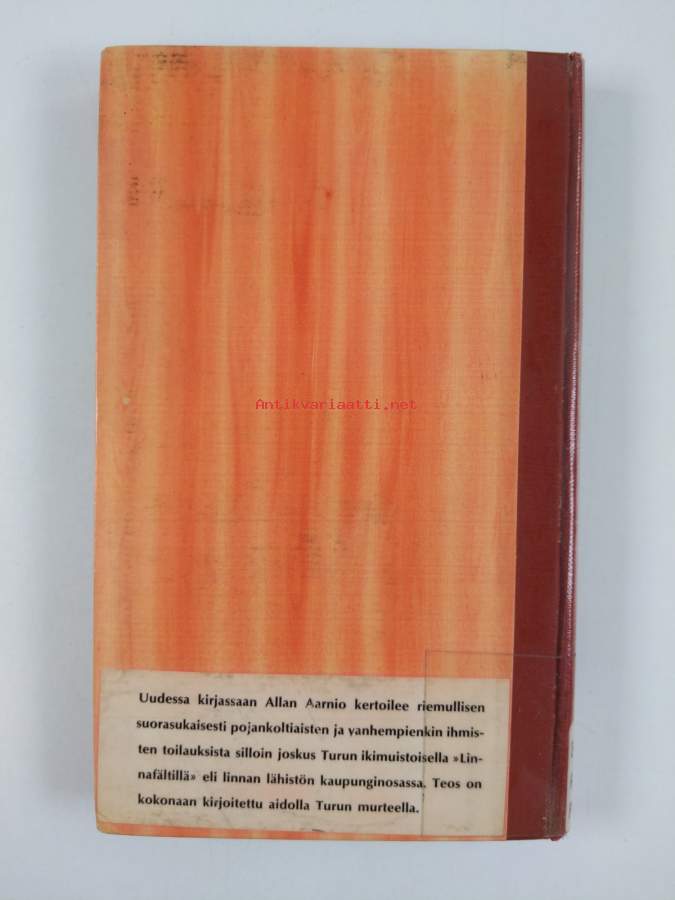 Antikvariaatti.net
Uudessa kirjassaan Allan Aarnio kertoilee riemullisen
suorasukaisesti pojankoltiaisten ja vanhempienkin ihmis-
ten toilauksista silloin joskus Turun ikimuistoisella »Lin-
nafältillä» eli linnan lähistön kaupunginosassa. Teos on
kokonaan kirjoitettu aidolla Turun murteella.